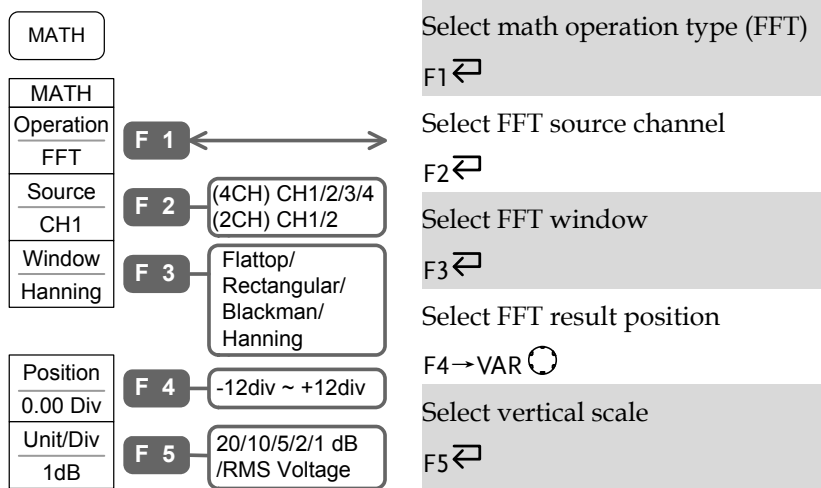 MATH
MATH
Operation
FFT
F 1
Source
CH1
F 2
(4CH) CH1/2/3/4
(2CH) CH1/2
Window
Hanning
F 3
Flattop/
Rectangular/
Blackman/
Hanning
Position
0.00 Div
F 4
-12div ~ +12div
Unit/Div
1dB
F 5
20/10/5/2/1 dB
/RMS Voltage
Select math operation type (FFT)
F1
Select FFT source channel
F2
Select FFT window
F3
Select FFT result position
F4→VAR
Select vertical scale
F5